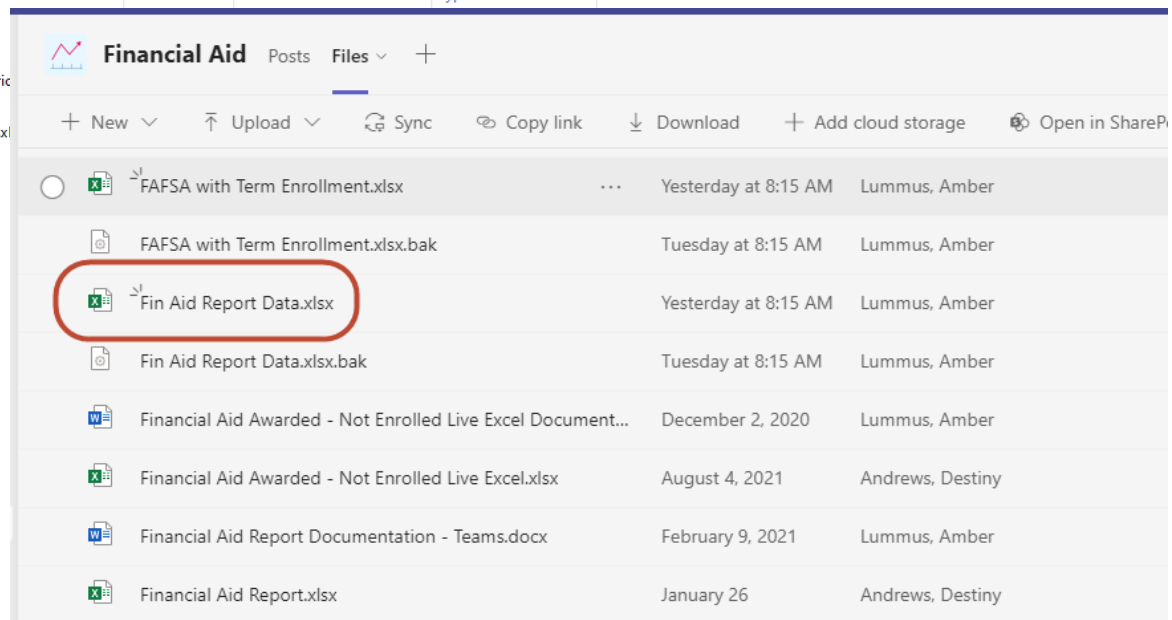 Financial Aid Posts Files
New Upload Sync Copy link Download Add cloud storage Open in SharePo
FAFSA with Term Enrollment.xlsx ... Yesterday at 8:15 AM Lummus, Amber
FAFSA with Term Enrollment.xlsx.bak Tuesday at 8:15 AM Lummus, Amber
Fin Aid Report Data.xlsx Yesterday at 8:15 AM Lummus, Amber
Fin Aid Report Data.xlsx.bak Tuesday at 8:15 AM Lummus, Amber
Financial Aid Awarded - Not Enrolled Live Excel Document... December 2, 2020 Lummus, Amber
Financial Aid Awarded - Not Enrolled Live Excel.xlsx August 4, 2021 Andrews, Destiny
Financial Aid Report Documentation - Teams.docx February 9, 2021 Lummus, Amber
Financial Aid Report.xlsx January 26 Andrews, Destiny